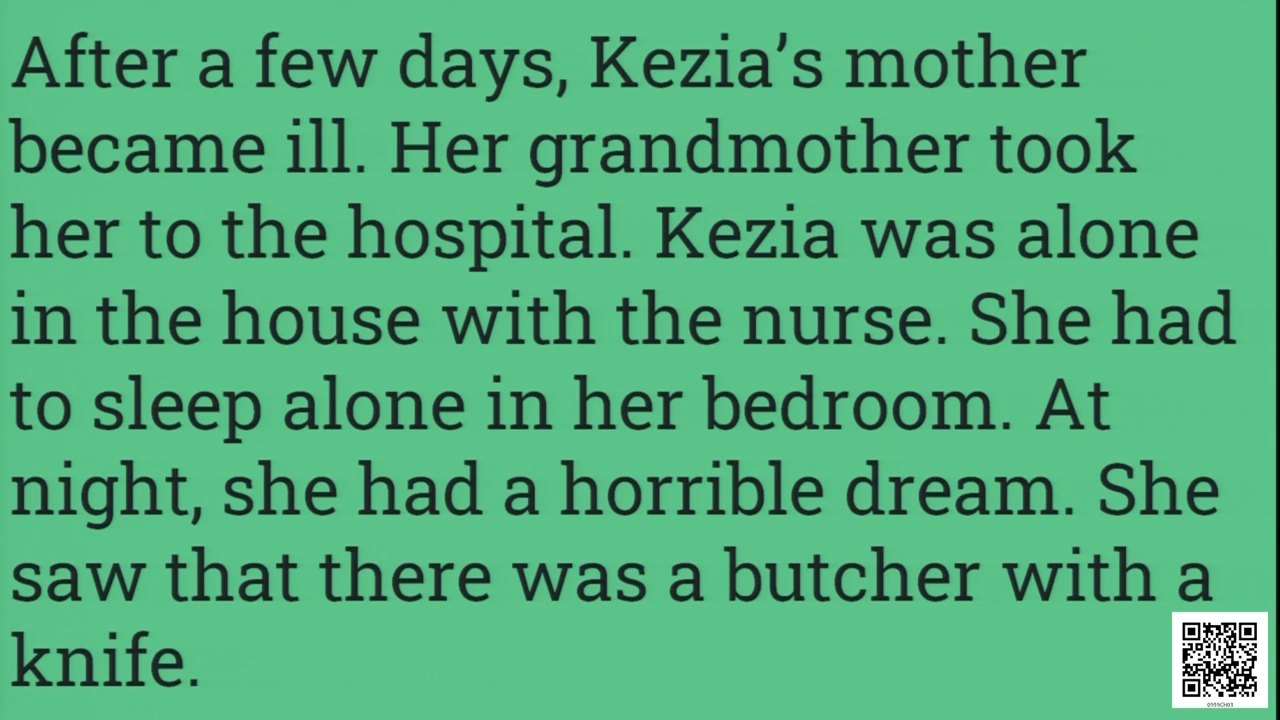 After a few days, Kezia’s mother
became ill. Her grandmother took
her to the hospital. Kezia was alone
in the house with the nurse. She had
to sleep alone in her bedroom. At
night, she had a horrible dream. She
saw that there was a butcher with a
knife.
0959CH03